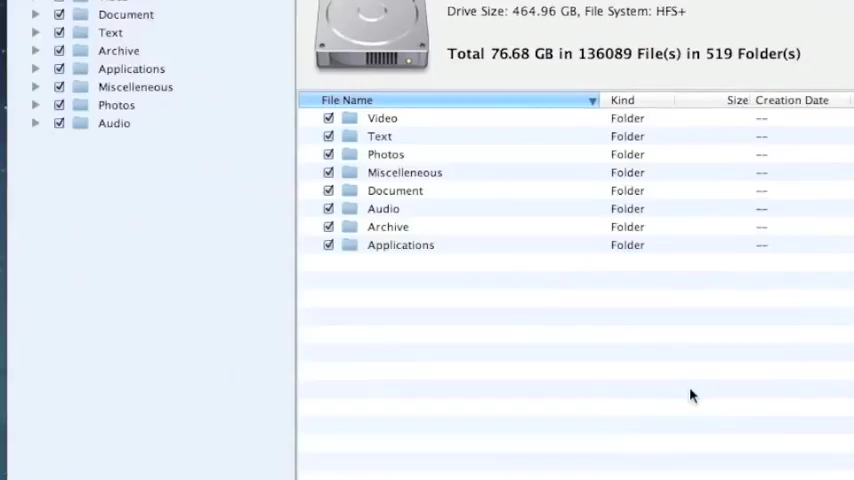 Document
Text
Archive
Applications
Miscellaneous
Photos
Audio
Drive Size: 464.96 GB, File System: HFS+
Total 76.68 GB in 136089 File(s) in 519 Folder(s)
File Name Kind Size Creation Date
Video Folder --
Text Folder --
Photos Folder --
Miscellaneous Folder --
Document Folder --
Audio Folder --
Archive Folder --
Applications Folder --